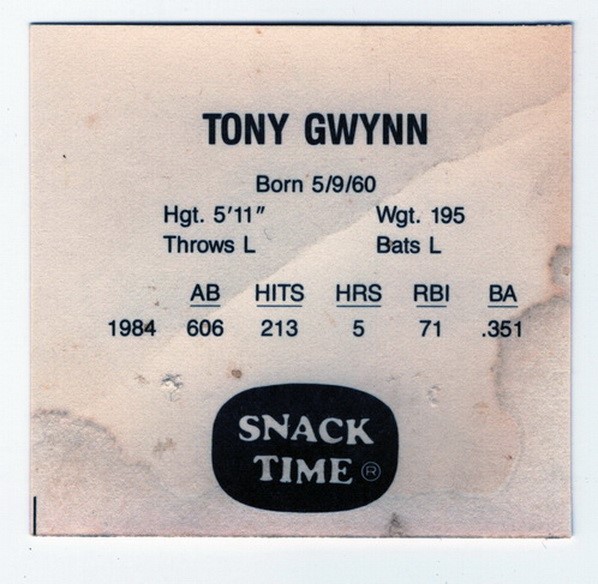 TONY GWYNN
Born 5/9/60
Hgt. 5'11" Wgt. 195
Throws L Bats L
AB HITS HRS RBI BA
1984 606 213 5 71 .351
SNACK
TIME ®